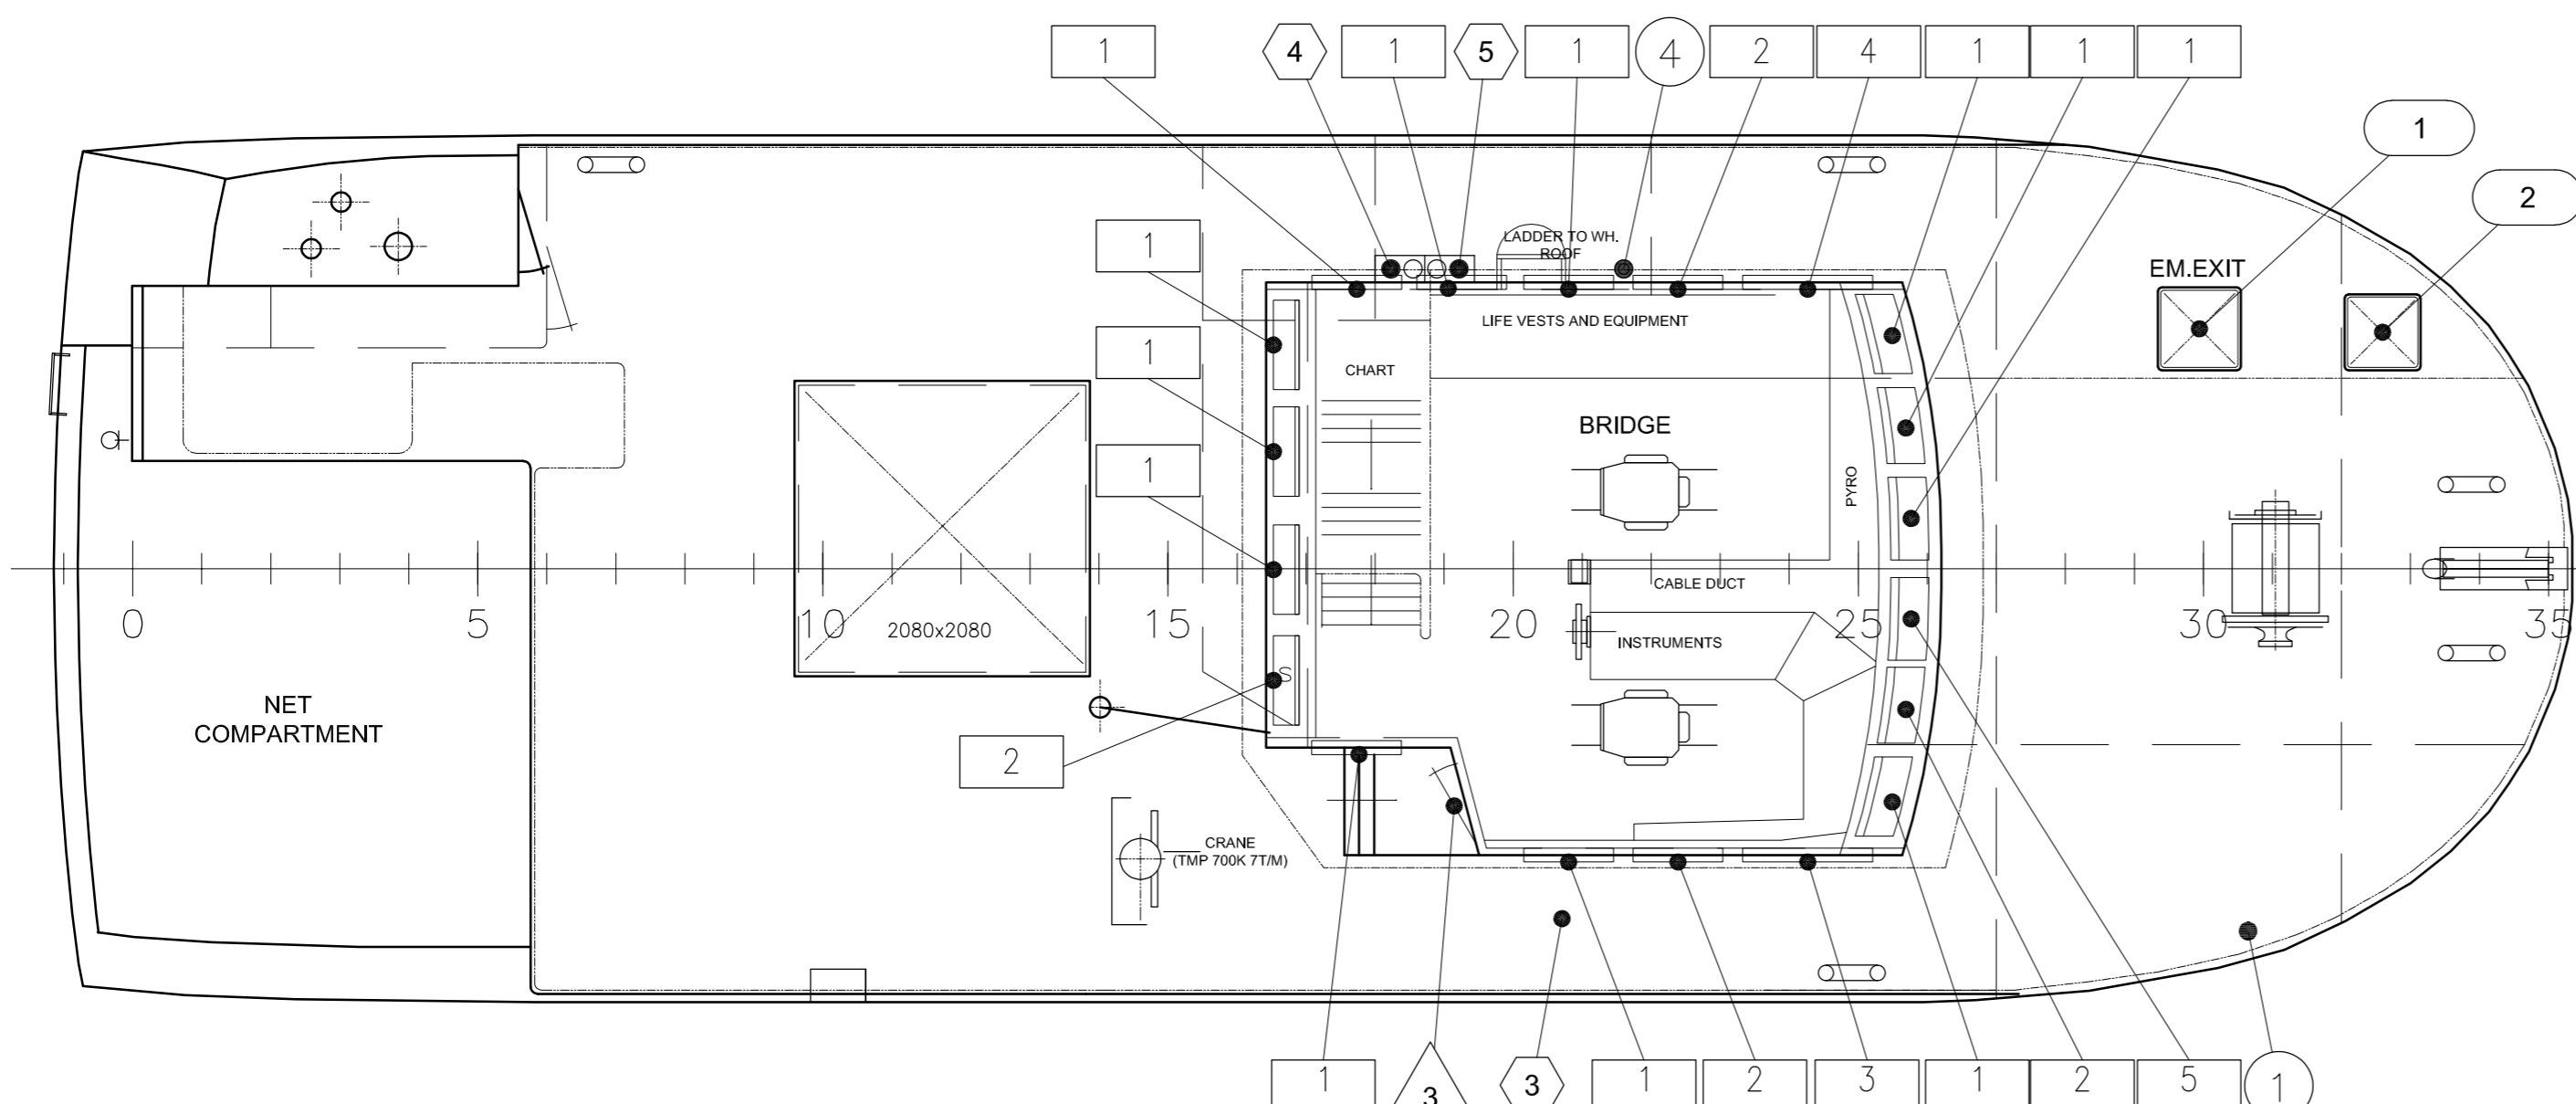 1 4 1 5 1 4 2 4 1 1 1
1
2
1
LADDER TO WH.
ROOF
EM.EXIT
LIFE VESTS AND EQUIPMENT
1
CHART
BRIDGE
1
PYRO
CABLE DUCT
0 5 10 15 20 25 30 35
2080x2080
INSTRUMENTS
S
NET
COMPARTMENT
2
CRANE
(TMP 700K 7T/M)
1 3 3 1 2 3 1 2 5 1